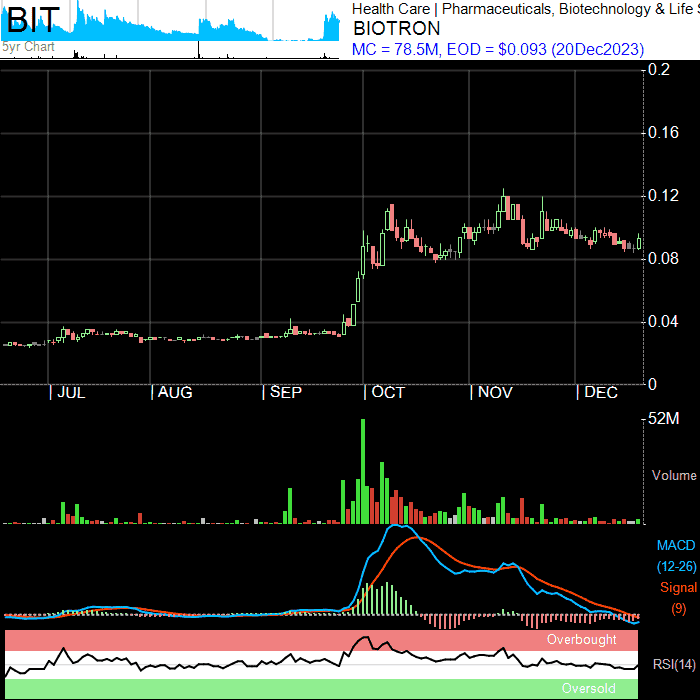 BIT
5yr Chart
Health Care | Pharmaceuticals, Biotechnology & Life S
BIOTRON
MC = 78.5M, EOD = $0.093 (20Dec2023)
0.2
0.16
0.12
0.08
0.04
0
| JUL | AUG | SEP | OCT | NOV | DEC
52M
Volume
MACD
(12-26)
Signal
(9)
Overbought
RSI(14)
Oversold